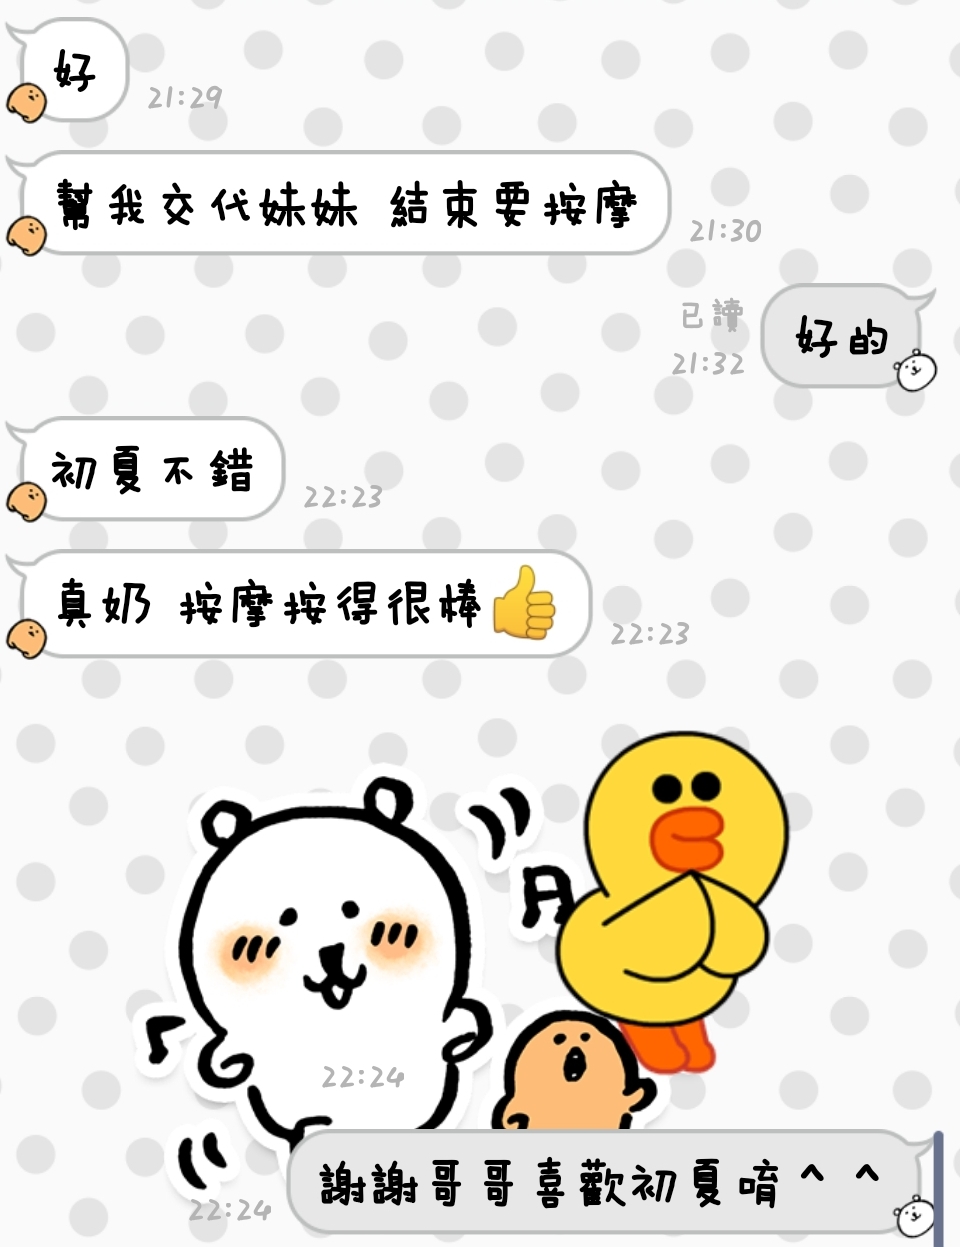 好
21:29
幫我交代妹妹 結束要按摩
21:30
已讀
21:32
好的
初夏不錯
22:23
真奶 按摩按得很棒👍
22:23
22:24
謝謝哥哥喜歡初夏唷^ ^
22:24